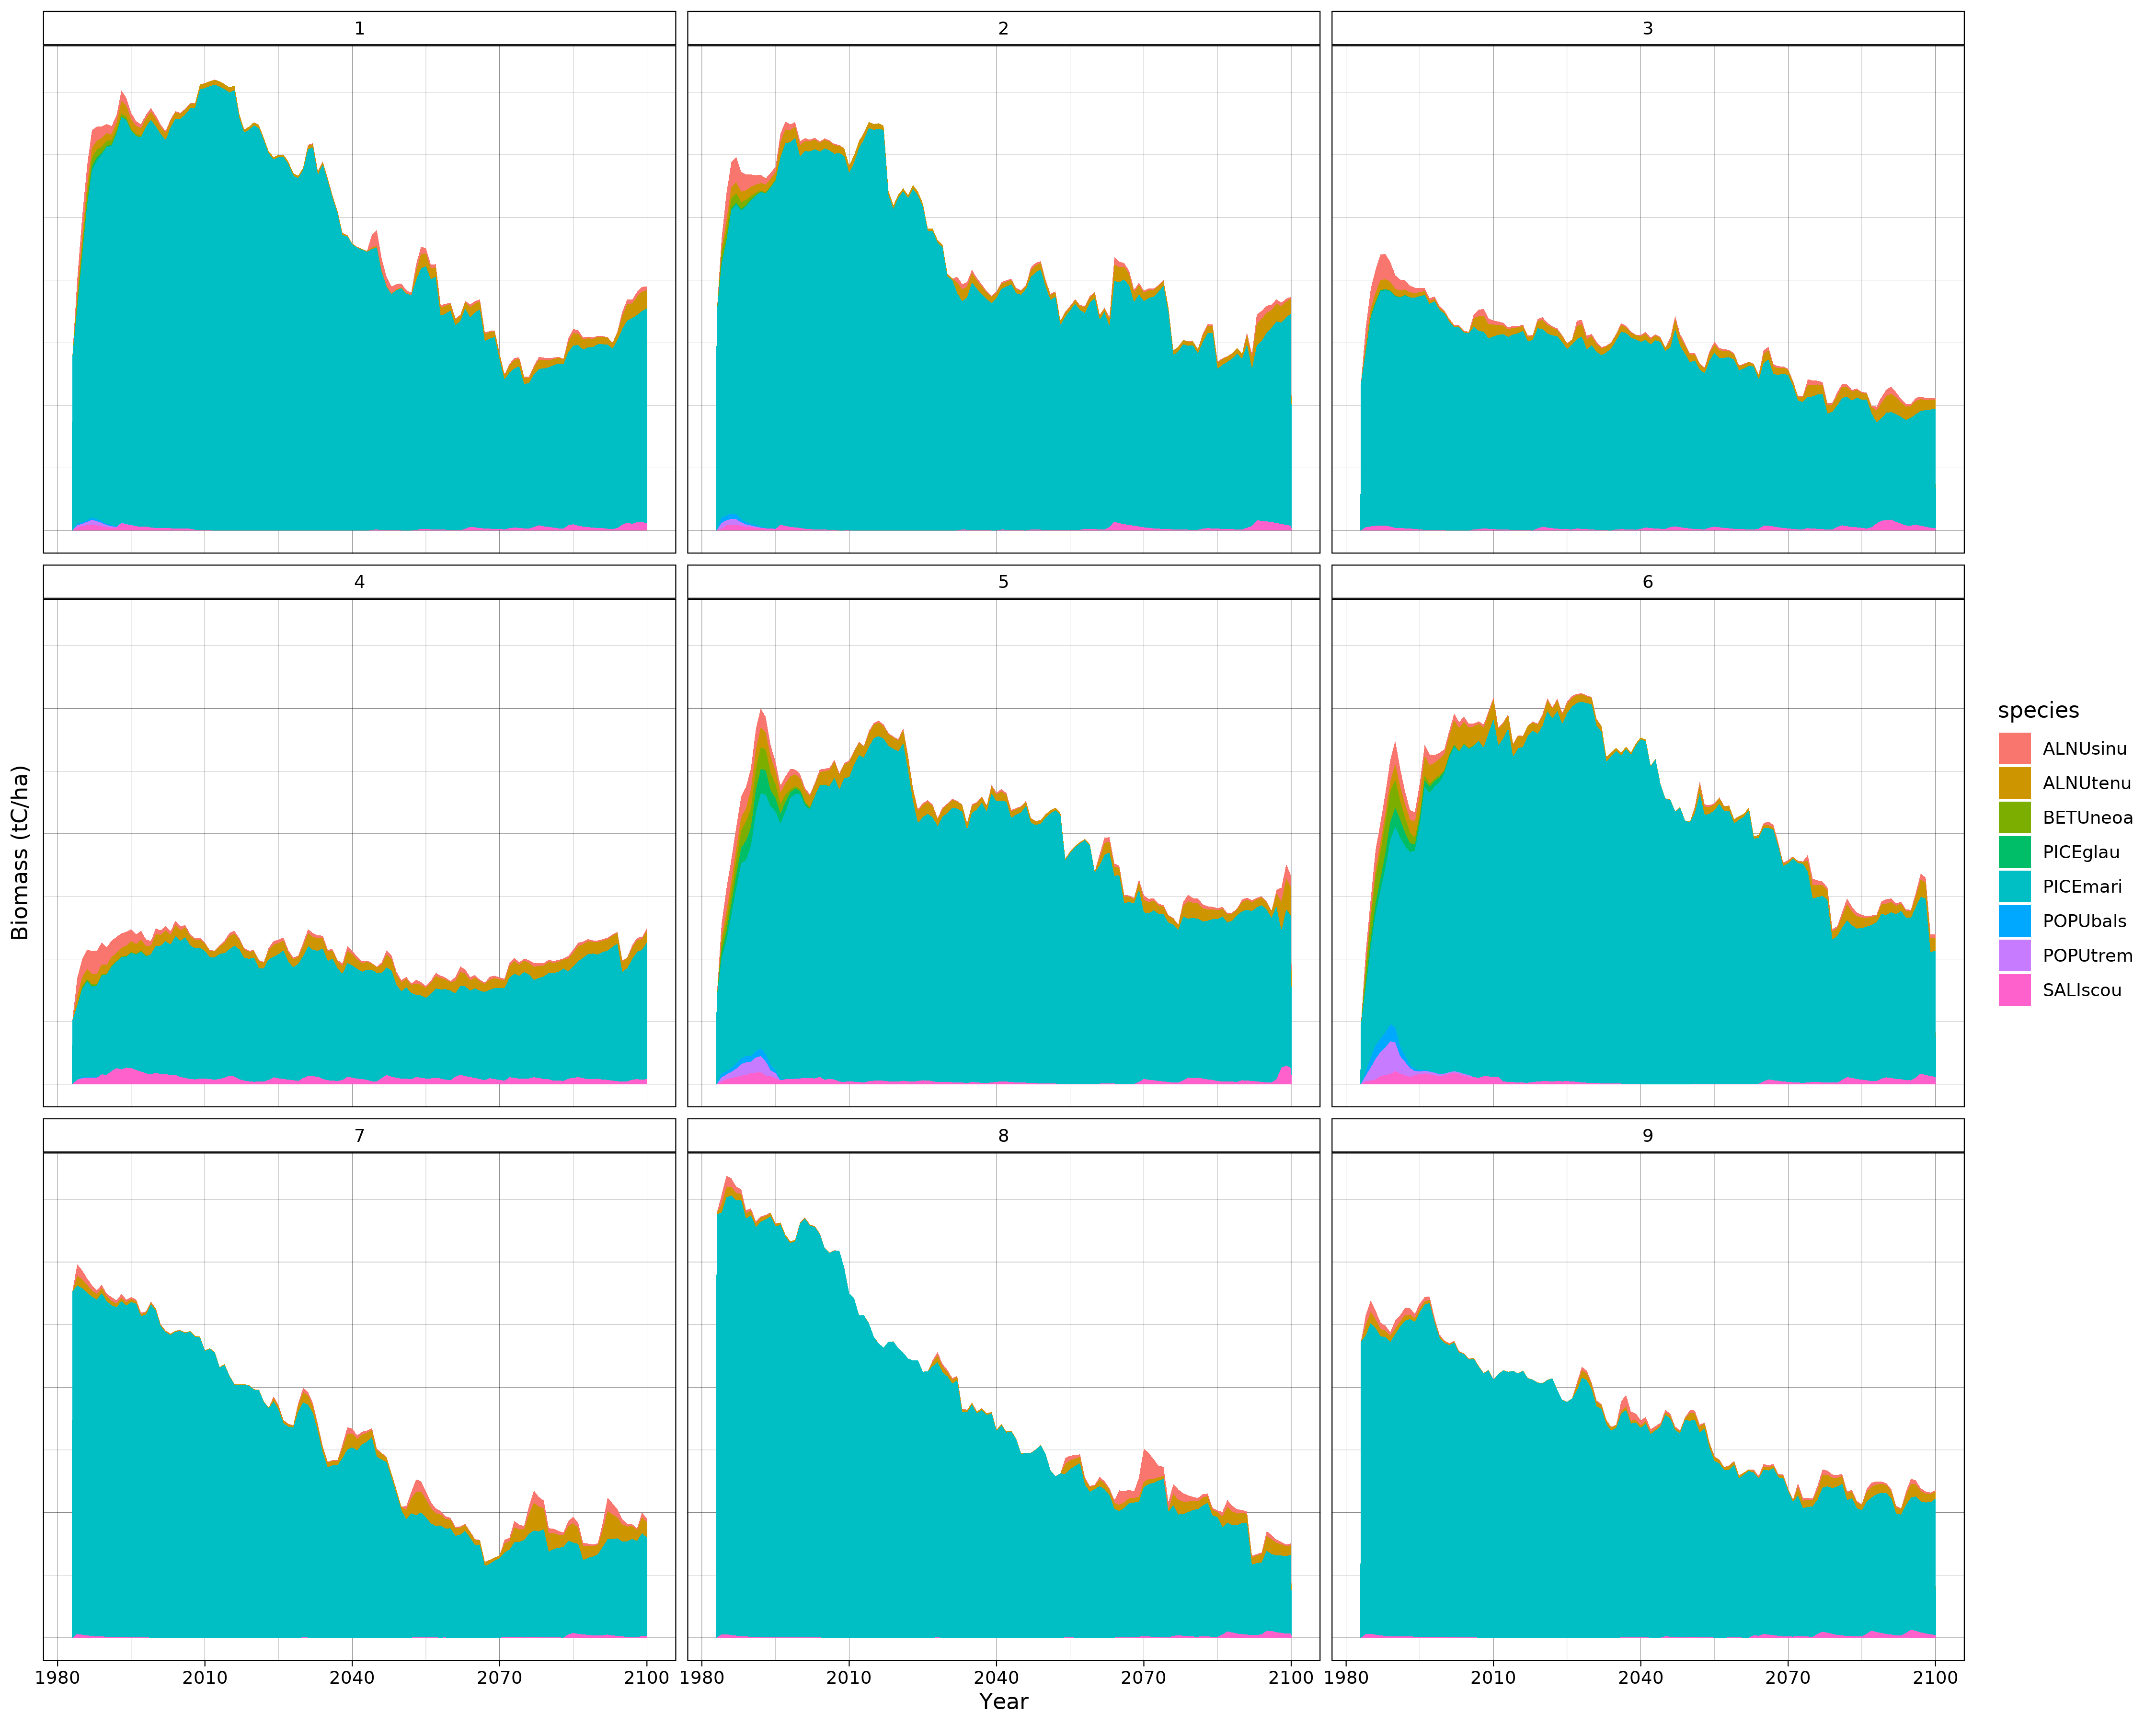 1
2
3
4
5
6
7
8
9
Biomass (tC/ha)
1980 2010 2040 2070 2100
1980 2010 2040 2070 2100
1980 2010 2040 2070 2100
Year
species
ALNUsinu
ALNUtenu
BETUneoa
PICEglau
PICEmari
POPUbals
POPUtrem
SALIscou